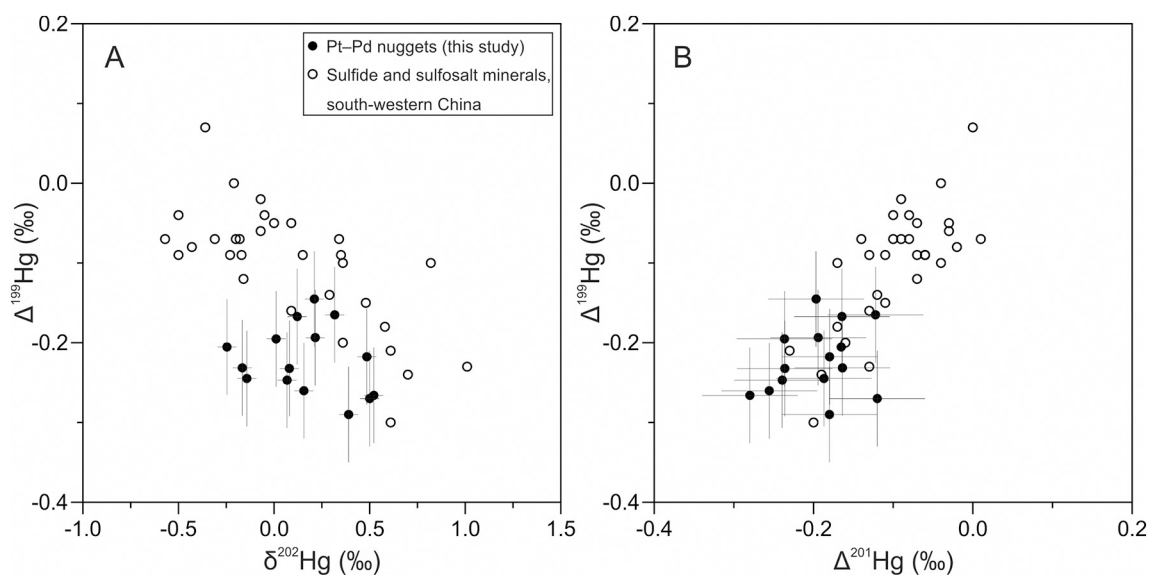 A
Pt–Pd nuggets (this study)
Sulfide and sulfosalt minerals,
south-western China
0.2
0.0
-0.2
-0.4
Δ¹⁹⁹Hg (‰)
-1.0 -0.5 0.0 0.5 1.0 1.5
δ²⁰²Hg (‰)
B
0.2
0.0
-0.2
-0.4
Δ¹⁹⁹Hg (‰)
-0.4 -0.2 0.0 0.2
Δ²⁰¹Hg (‰)